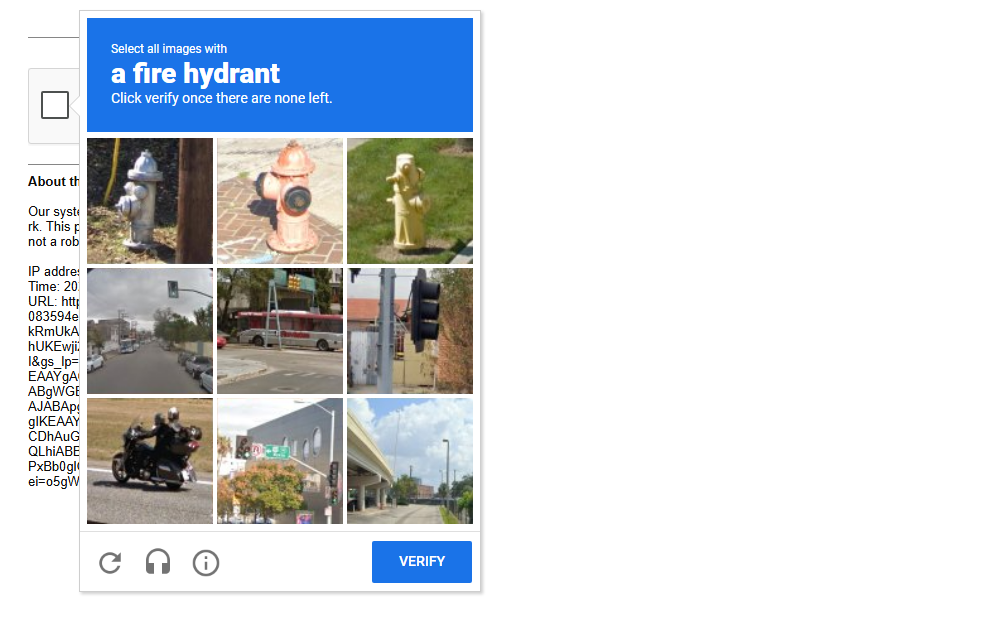 Select all images with
a fire hydrant
Click verify once there are none left.
About th
Our syste
rk. This p
not a rob
IP addres
Time: 20
URL: http
083594e
kRmUkA
hUKEwji
I&gs_lp=
EAAYgA
ABgWGE
AJABApg
glKEAAY
CDhAuG
QLhiABE
PxBb0gI
ei=o5gW
VERIFY